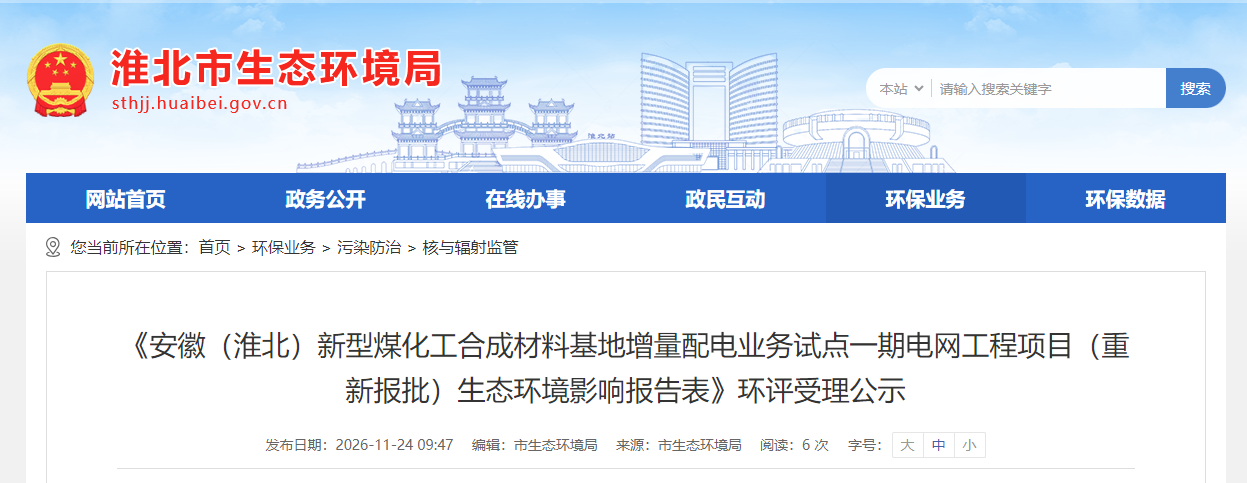 淮北市生态环境局
sthjj.huaibei.gov.cn
淮北站
本站 请输入搜索关键字 搜索
网站首页 政务公开 在线办事 政民互动 环保业务 环保数据
您当前所在位置：首页 > 环保业务 > 污染防治 > 核与辐射监管
《安徽（淮北）新型煤化工合成材料基地增量配电业务试点一期电网工程项目（重
新报批）生态环境影响报告表》环评受理公示
发布日期：2026-11-24 09:47 编辑：市生态环境局 来源：市生态环境局 阅读：6 次 字号： 大 中 小